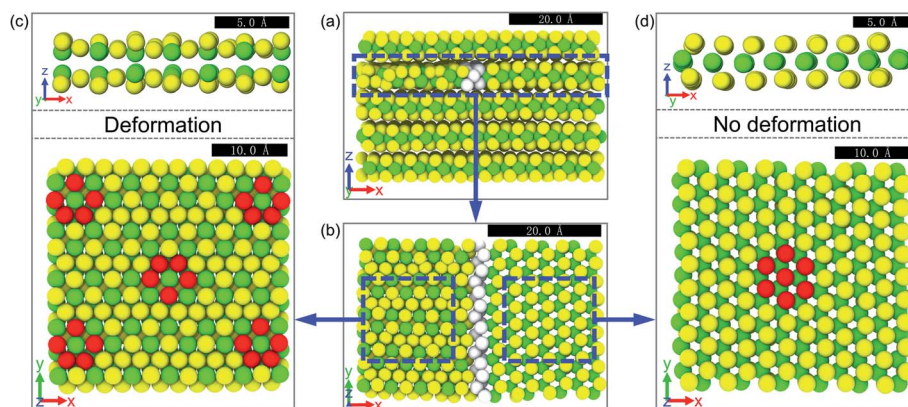 (c)
5.0 Å
z
y x
Deformation
10.0 Å
y
z x
(a)
20.0 Å
z
y x
(b)
20.0 Å
y
z x
(d)
5.0 Å
z
y x
No deformation
10.0 Å
y
z x